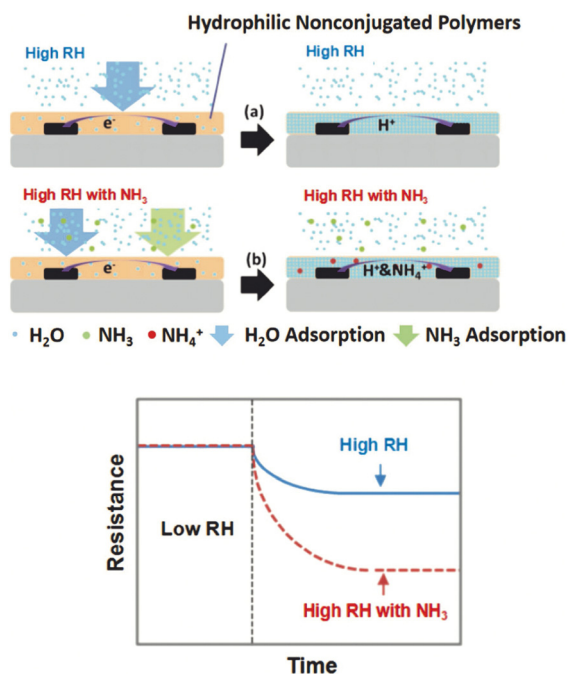 Hydrophilic Nonconjugated Polymers
High RH
High RH
(a)
e⁻
H⁺
High RH with NH₃
High RH with NH₃
(b)
e⁻
H⁺&NH₄⁺
H₂O NH₃ NH₄⁺ H₂O Adsorption NH₃ Adsorption
High RH
Low RH
High RH with NH₃
Resistance
Time